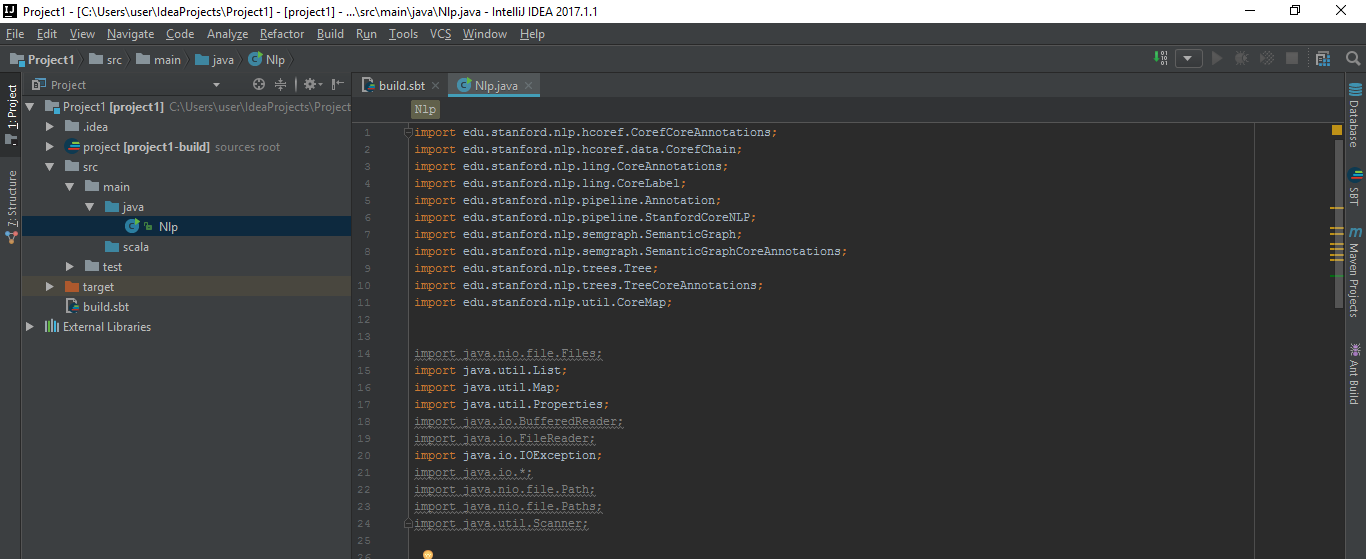 Project1 - [C:\Users\user\IdeaProjects\Project1] - [project1] - ...\src\main\java\Nlp.java - IntelliJ IDEA 2017.1.1
File Edit View Navigate Code Analyze Refactor Build Run Tools VCS Window Help
Project1 src main java Nlp
Project
build.sbt Nlp.java
1: Project
7: Structure
Project1 [project1] C:\Users\user\IdeaProjects\Project
.idea
project [project1-build] sources root
src
main
java
Nlp
scala
test
target
build.sbt
External Libraries
Nlp
1 import edu.stanford.nlp.hcoref.CorefCoreAnnotations;
2 import edu.stanford.nlp.hcoref.data.CorefChain;
3 import edu.stanford.nlp.ling.CoreAnnotations;
4 import edu.stanford.nlp.ling.CoreLabel;
5 import edu.stanford.nlp.pipeline.Annotation;
6 import edu.stanford.nlp.pipeline.StanfordCoreNLP;
7 import edu.stanford.nlp.semgraph.SemanticGraph;
8 import edu.stanford.nlp.semgraph.SemanticGraphCoreAnnotations;
9 import edu.stanford.nlp.trees.Tree;
10 import edu.stanford.nlp.trees.TreeCoreAnnotations;
11 import edu.stanford.nlp.util.CoreMap;
12
13
14 import java.nio.file.Files;
15 import java.util.List;
16 import java.util.Map;
17 import java.util.Properties;
18 import java.io.BufferedReader;
19 import java.io.FileReader;
20 import java.io.IOException;
21 import java.io.*;
22 import java.nio.file.Path;
23 import java.nio.file.Paths;
24 import java.util.Scanner;
25
26
Database
SBT
Maven Projects
Ant Build